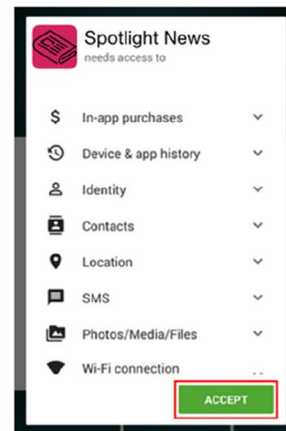 Spotlight News
needs access to
In-app purchases
Device & app history
Identity
Contacts
Location
SMS
Photos/Media/Files
Wi-Fi connection
ACCEPT